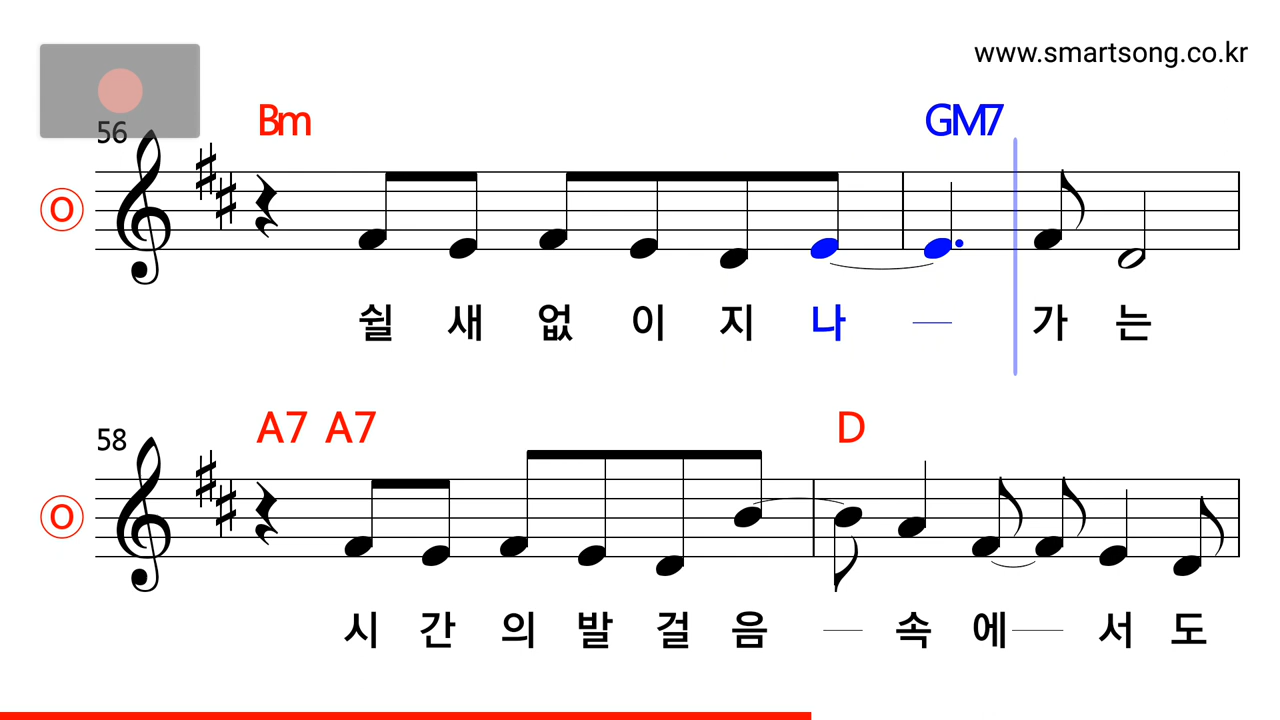 www.smartsong.co.kr
Bm GM7
56
O
쉴 새 없 이 지 나 가 는
A7 A7 D
58
O
시 간 의 발 걸 음 속 에 서 도